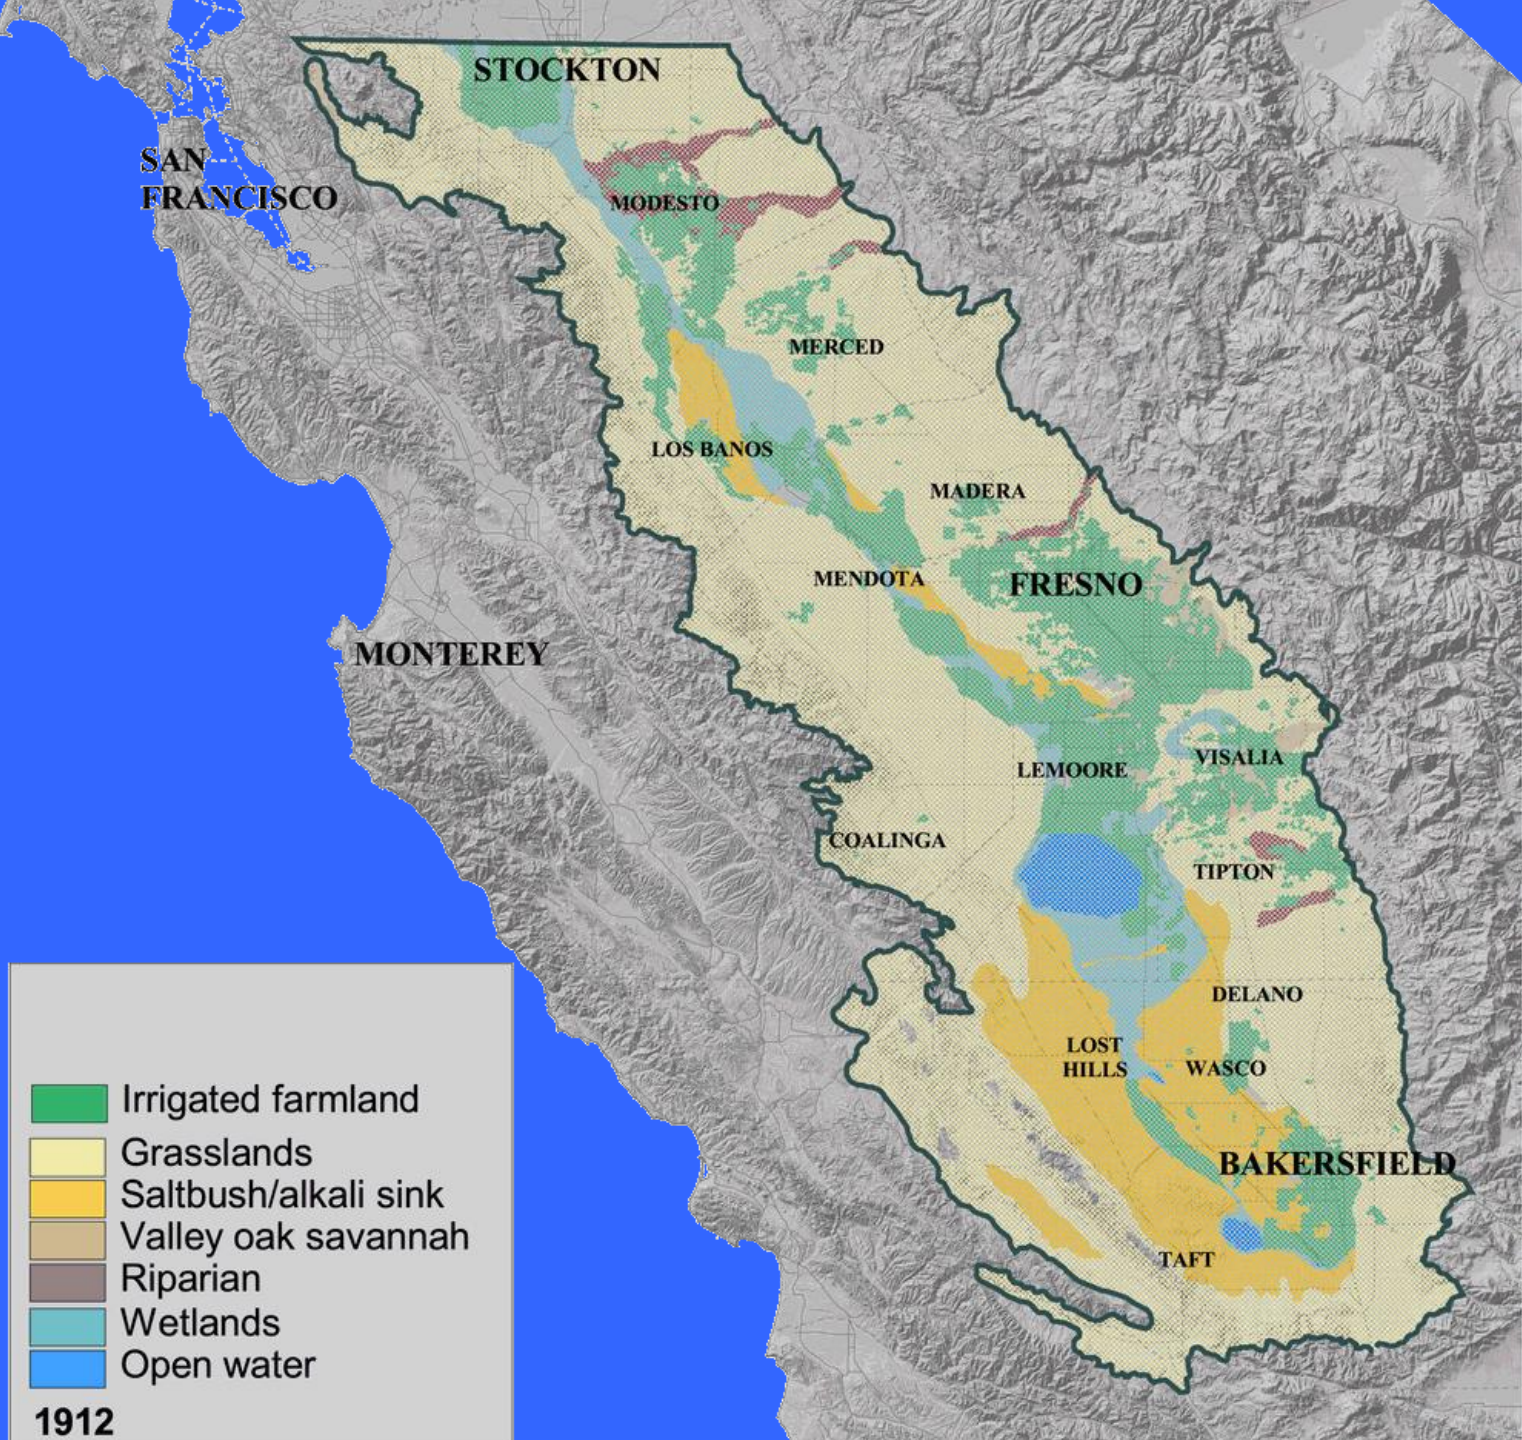 STOCKTON
SAN
FRANCISCO
MODESTO
MERCED
LOS BANOS
MADERA
MENDOTA
FRESNO
MONTEREY
VISALIA
LEMOORE
COALINGA
TIPTON
DELANO
LOST
HILLS
WASCO
BAKERSFIELD
TAFT
Irrigated farmland
Grasslands
Saltbush/alkali sink
Valley oak savannah
Riparian
Wetlands
Open water
1912